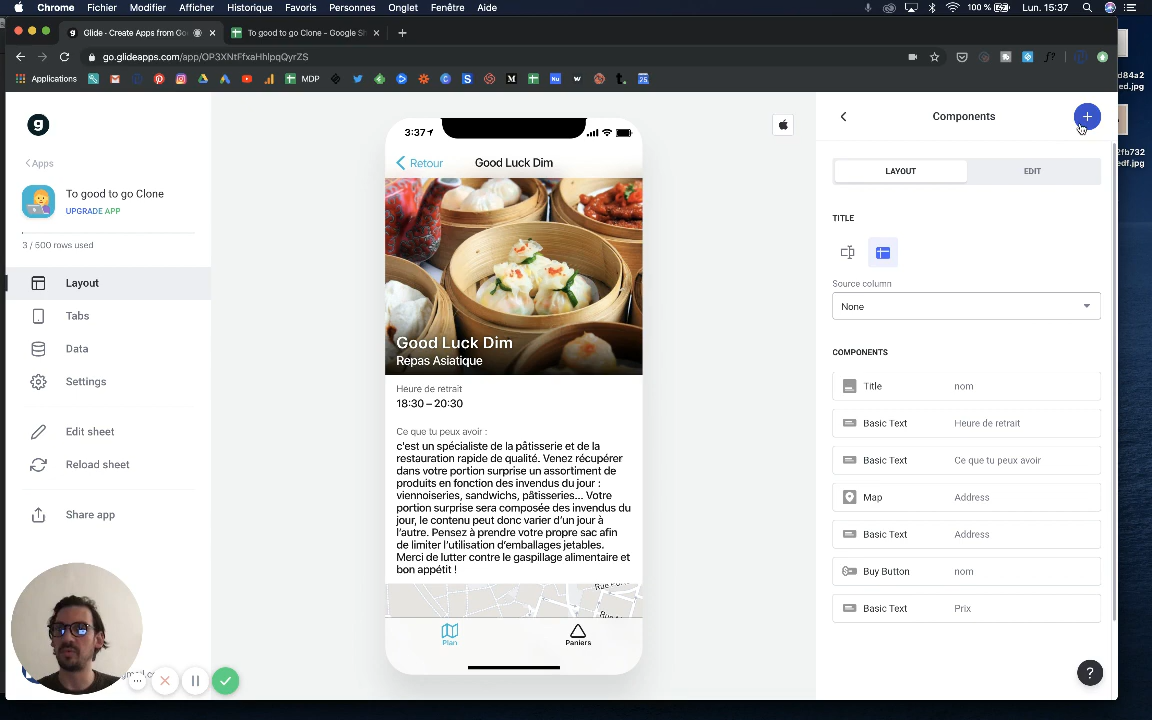 Chrome Fichier Modifier Afficher Historique Favoris Personnes Onglet Fenêtre Aide 100 % Lun. 15:37
Glide - Create Apps from Go
To good to go Clone - Google Sh
go.glideapps.com/app/OP3XNtFfxaHhlpqQyrZS
Applications
MDP
d84a2
ed.jpg
2fb732
edf.jpg
g
Apps
To good to go Clone
UPGRADE APP
3 / 500 rows used
Layout
Tabs
Data
Settings
Edit sheet
Reload sheet
Share app
3:37
Retour
Good Luck Dim
Good Luck Dim
Repas Asiatique
Heure de retrait
18:30 – 20:30
Ce que tu peux avoir :
c'est un spécialiste de la pâtisserie et de la
restauration rapide de qualité. Venez récupérer
dans votre portion surprise un assortiment de
produits en fonction des invendus du jour :
viennoiseries, sandwichs, pâtisseries... Votre
portion surprise sera composée des invendus du
jour, le contenu peut donc varier d'un jour à
l'autre. Pensez à prendre votre propre sac afin
de limiter l'utilisation d'emballages jetables.
Merci de lutter contre le gaspillage alimentaire et
bon appétit !
Plan
Paniers
Components
LAYOUT
EDIT
TITLE
Source column
None
COMPONENTS
Title nom
Basic Text Heure de retrait
Basic Text Ce que tu peux avoir
Map Address
Basic Text Address
Buy Button nom
Basic Text Prix
?